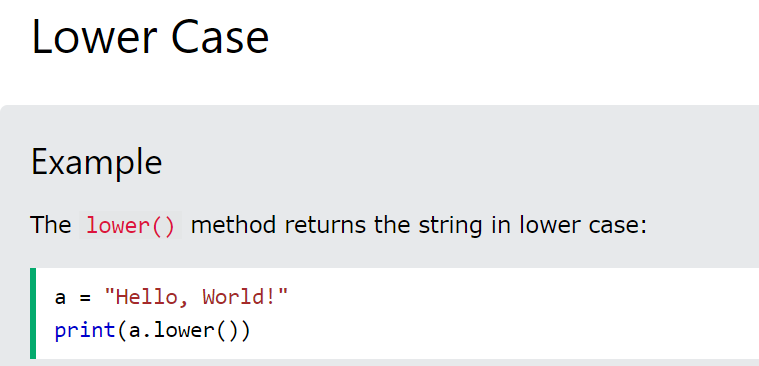 Lower Case
Example
The lower() method returns the string in lower case:
a = "Hello, World!"
print(a.lower())